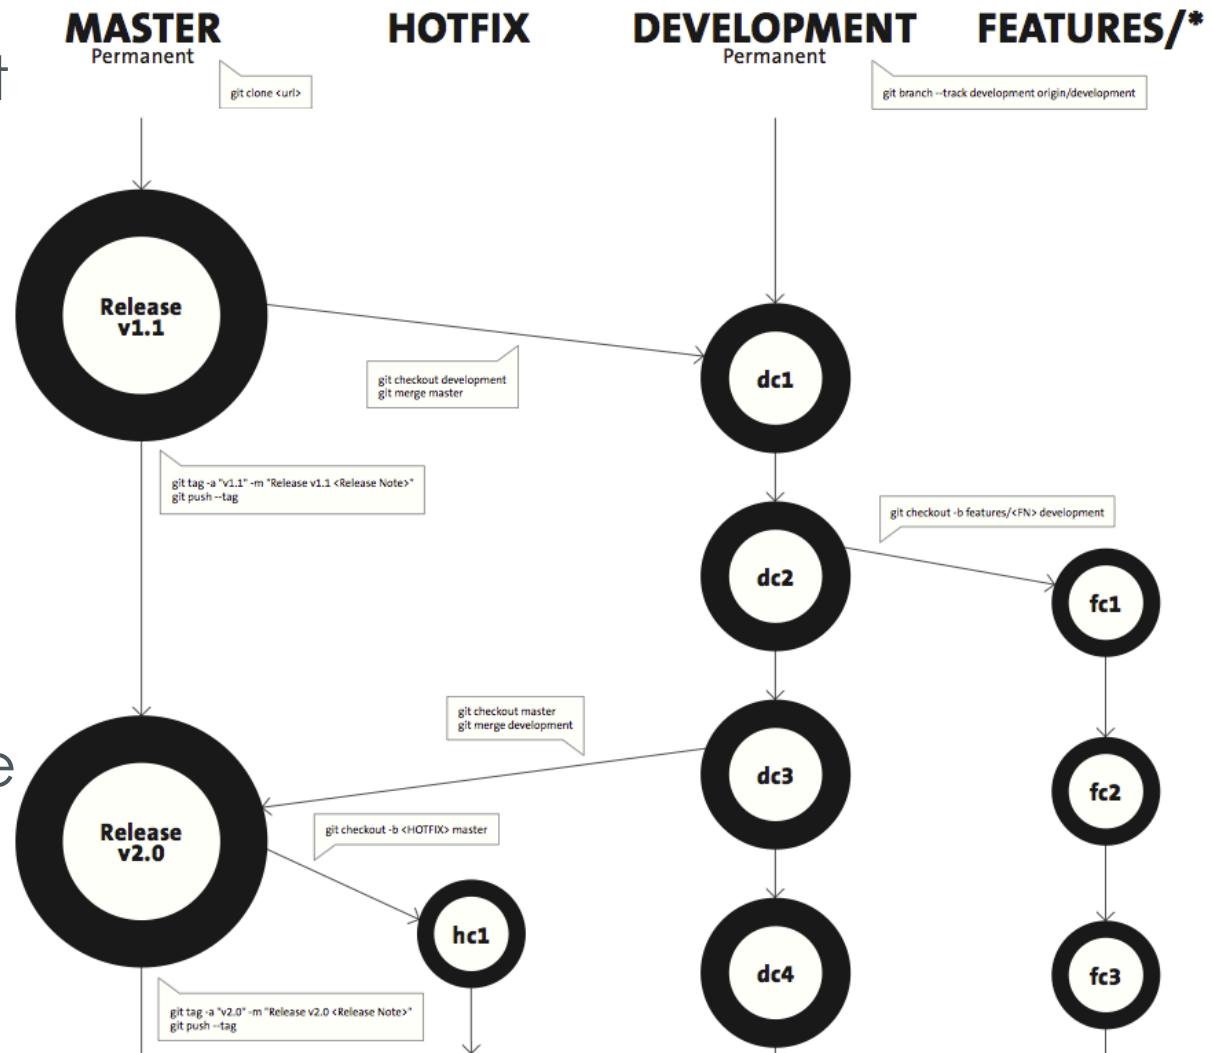 MASTER
Permanent
HOTFIX
DEVELOPMENT
Permanent
FEATURES/*
t
git clone <url>
git branch --track development origin/development
Release
v1.1
git checkout development
git merge master
dc1
git tag -a "v1.1" -m "Release v1.1 <Release Note>"
git push --tag
git checkout -b features/<FN> development
dc2
fc1
git checkout master
git merge development
e
dc3
fc2
Release
v2.0
git checkout -b <HOTFIX> master
hc1
dc4
fc3
git tag -a "v2.0" -m "Release v2.0 <Release Note>"
git push --tag